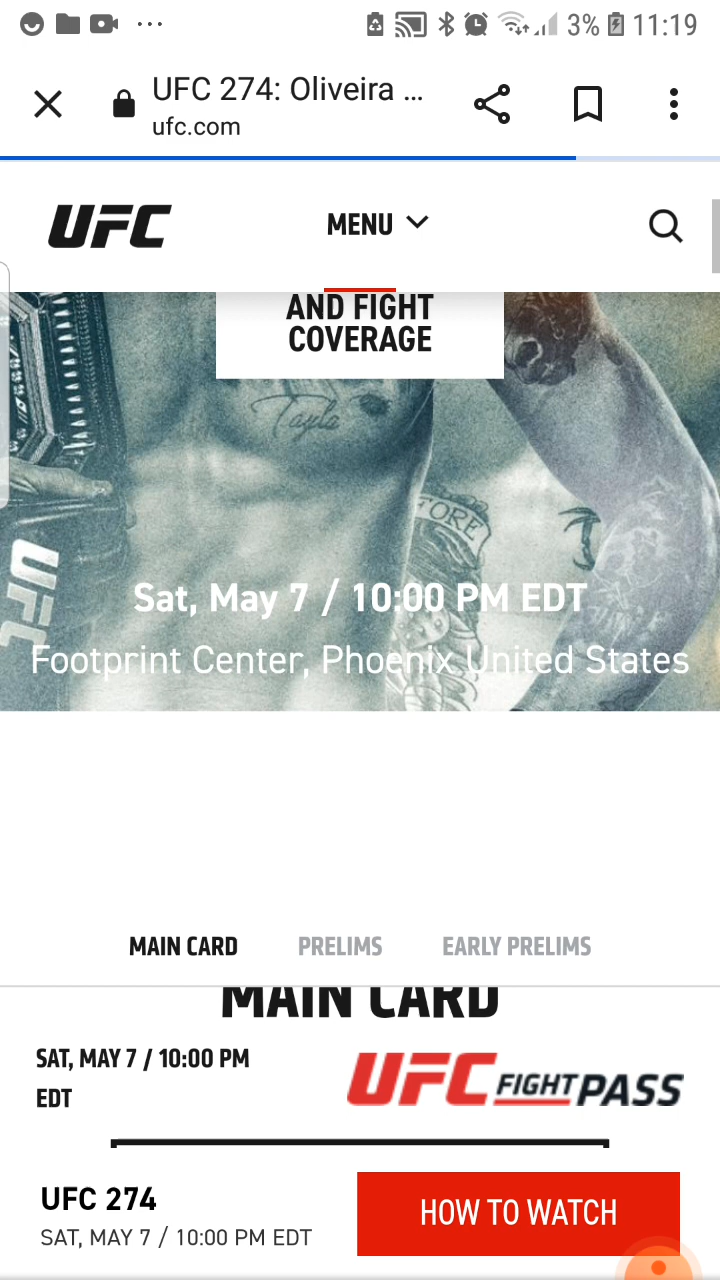 3% 11:19
UFC 274: Oliveira ...
ufc.com
UFC MENU
AND FIGHT
COVERAGE
Tayla
FORE
UFC
Sat, May 7 / 10:00 PM EDT
Footprint Center, Phoenix United States
MAIN CARD PRELIMS EARLY PRELIMS
MAIN CARD
SAT, MAY 7 / 10:00 PM
EDT
UFC FIGHT PASS
UFC 274
SAT, MAY 7 / 10:00 PM EDT
HOW TO WATCH